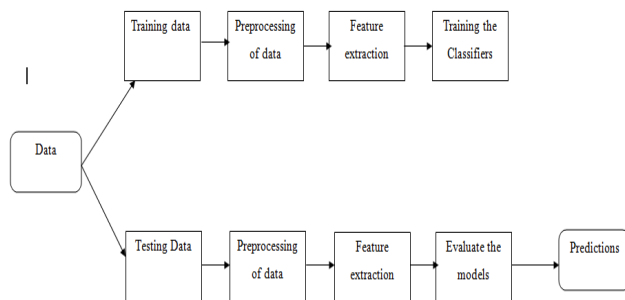 Training data
Preprocessing
of data
Feature
extraction
Training the
Classifiers
Data
Testing Data
Preprocessing
of data
Feature
extraction
Evaluate the
models
Predictions